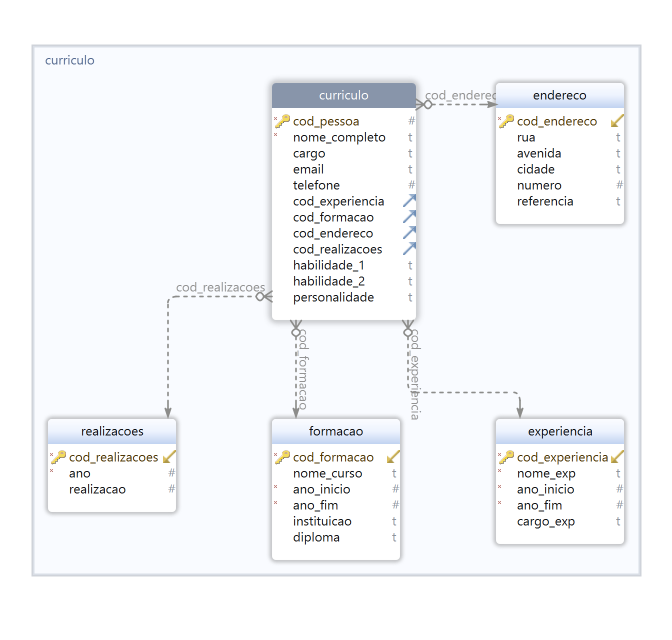 curriculo
curriculo
cod_pessoa #
* nome_completo t
cargo t
email t
telefone #
cod_experiencia
cod_formacao
cod_endereco
cod_realizacoes
habilidade_1 t
habilidade_2 t
personalidade t
cod_enderec
endereco
* cod_endereco
rua t
avenida t
cidade t
numero #
referencia t
cod_realizacoes
cod_formacao
cod_experiencia
realizacoes
* cod_realizacoes
* ano #
realizacao #
formacao
* cod_formacao
nome_curso t
* ano_inicio #
* ano_fim #
instituicao t
diploma t
experiencia
* cod_experiencia
* nome_exp t
* ano_inicio #
* ano_fim #
cargo_exp t